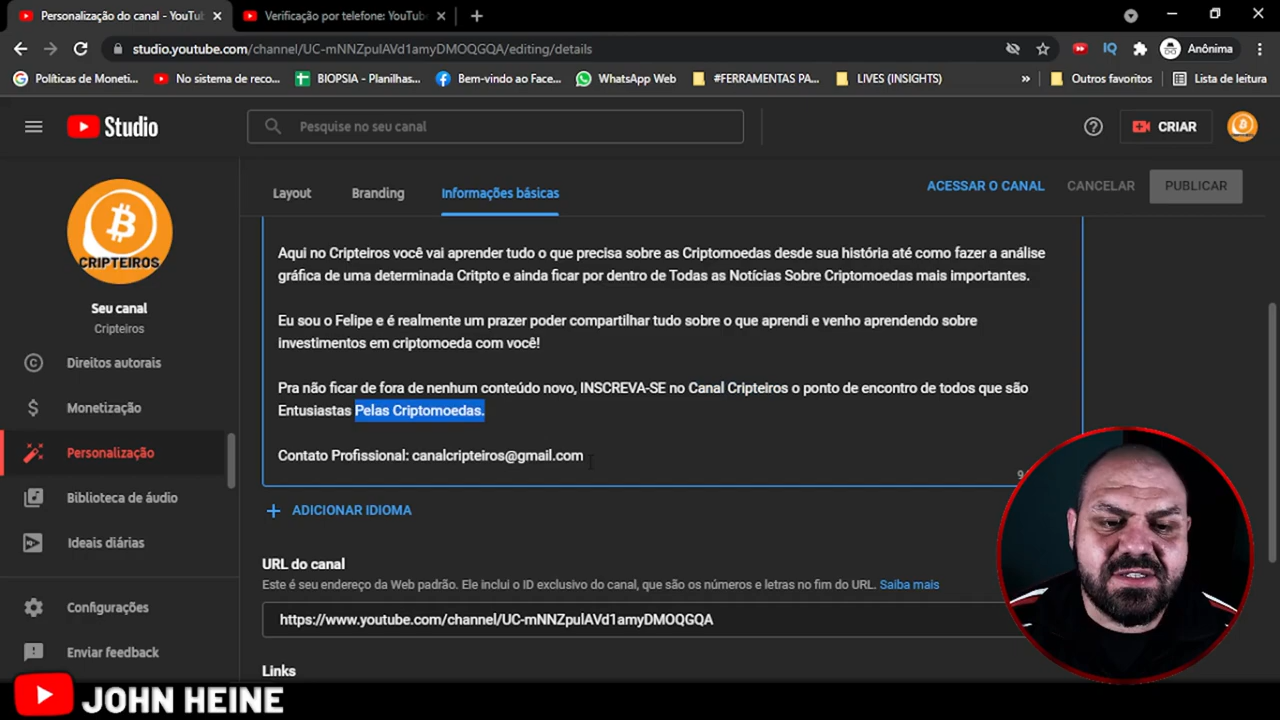 Personalização do canal - YouTu
Verificação por telefone: YouTube
studio.youtube.com/channel/UC-mNNZpulAVd1amyDMOQGQA/editing/details
Anônima
Políticas de Moneti...
No sistema de reco...
BIOPSIA - Planilhas...
Bem-vindo ao Face...
WhatsApp Web
#FERRAMENTAS PA...
LIVES (INSIGHTS)
»
Outros favoritos
Lista de leitura
Studio
Pesquise no seu canal
CRIAR
CRIPTEIROS
Seu canal
Cripteiros
Direitos autorais
Monetização
Personalização
Biblioteca de áudio
Ideais diárias
Configurações
Enviar feedback
Layout
Branding
Informações básicas
ACESSAR O CANAL
CANCELAR
PUBLICAR
Aqui no Cripteiros você vai aprender tudo o que precisa sobre as Criptomoedas desde sua história até como fazer a análise
gráfica de uma determinada Critpto e ainda ficar por dentro de Todas as Notícias Sobre Criptomoedas mais importantes.
Eu sou o Felipe e é realmente um prazer poder compartilhar tudo sobre o que aprendi e venho aprendendo sobre
investimentos em criptomoeda com você!
Pra não ficar de fora de nenhum conteúdo novo, INSCREVA-SE no Canal Cripteiros o ponto de encontro de todos que são
Entusiastas Pelas Criptomoedas.
Contato Profissional: canalcripteiros@gmail.com
ADICIONAR IDIOMA
URL do canal
Este é seu endereço da Web padrão. Ele inclui o ID exclusivo do canal, que são os números e letras no fim do URL. Saiba mais
https://www.youtube.com/channel/UC-mNNZpulAVd1amyDMOQGQA
Links
JOHN HEINE